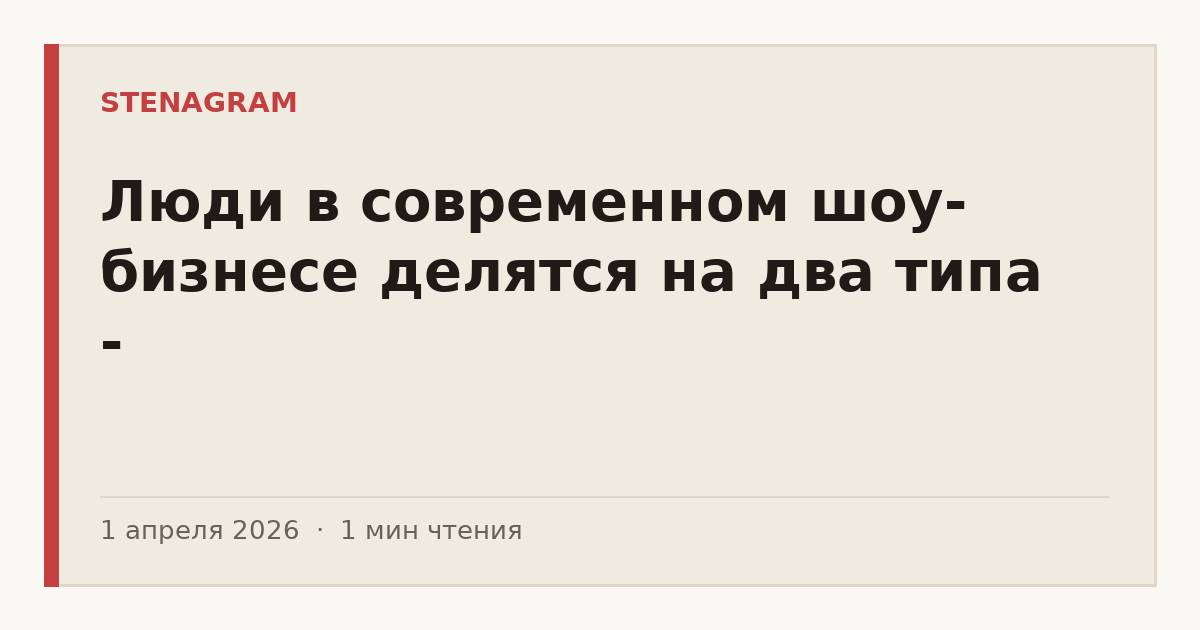 STENAGRAM
Люди в современном шоу-
бизнесе делятся на два типа
-
1 апреля 2026 · 1 мин чтения